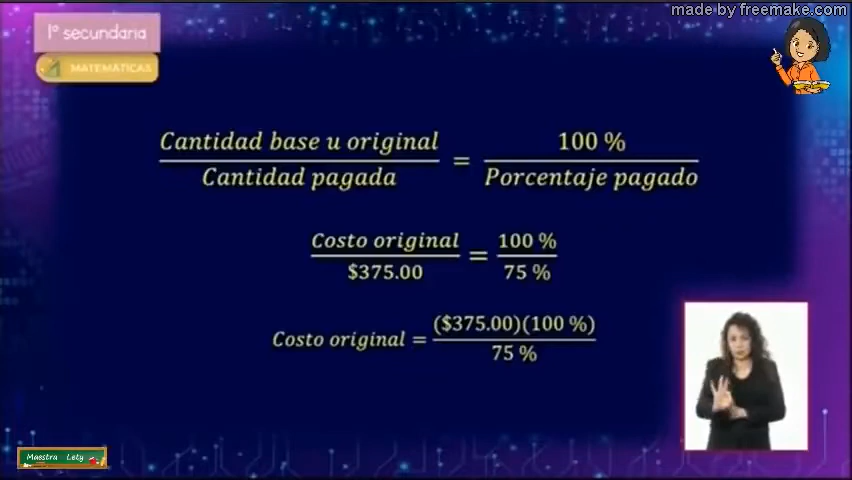 made by freemake.com
1° secundaria
MATEMÁTICAS
Cantidad base u original / Cantidad pagada = 100 % / Porcentaje pagado
Costo original / $375.00 = 100 % / 75 %
Costo original = ($375.00)(100 %) / 75 %
Maestra Lety